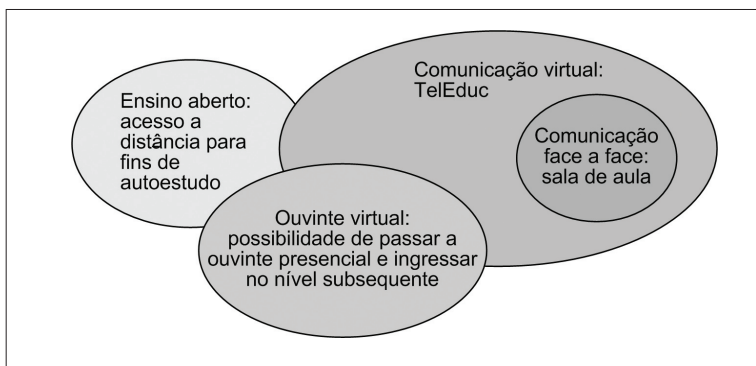 Ensino aberto:
acesso a
distância para
fins de
autoestudo
Comunicação virtual:
TelEduc
Comunicação
face a face:
sala de aula
Ouvinte virtual:
possibilidade de passar a
ouvinte presencial e ingressar
no nível subsequente